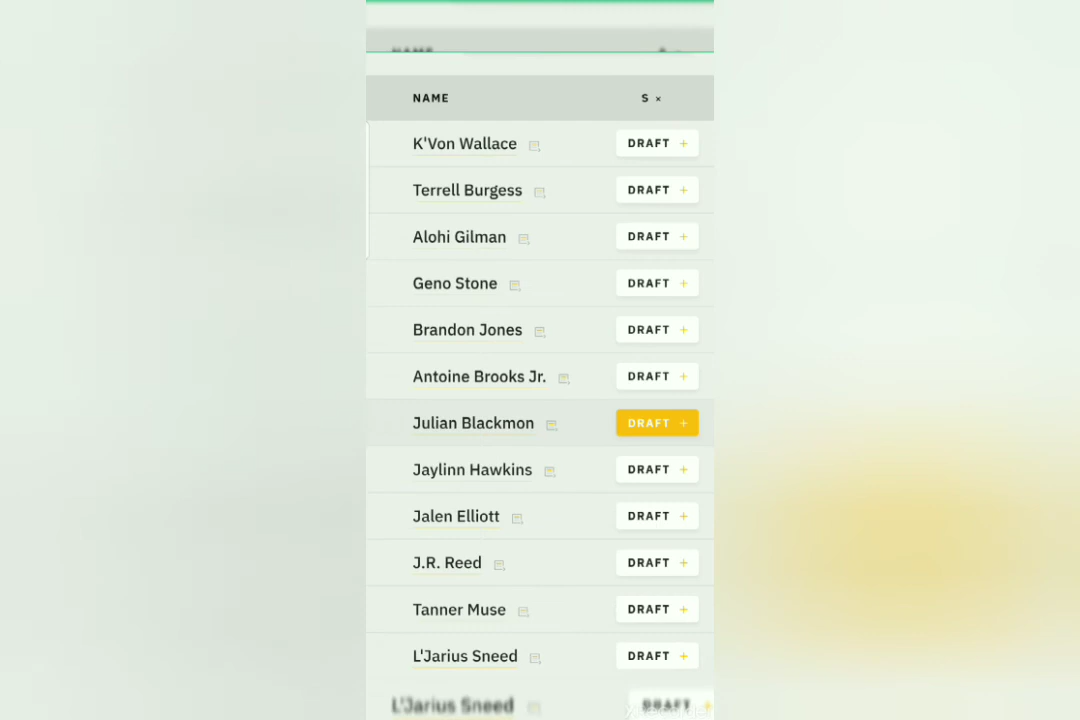 NAME S ×
NAME S ×
K'Von Wallace DRAFT +
Terrell Burgess DRAFT +
Alohi Gilman DRAFT +
Geno Stone DRAFT +
Brandon Jones DRAFT +
Antoine Brooks Jr. DRAFT +
Julian Blackmon DRAFT +
Jaylinn Hawkins DRAFT +
Jalen Elliott DRAFT +
J.R. Reed DRAFT +
Tanner Muse DRAFT +
L'Jarius Sneed DRAFT +
L'Jarius Sneed DRAFT +